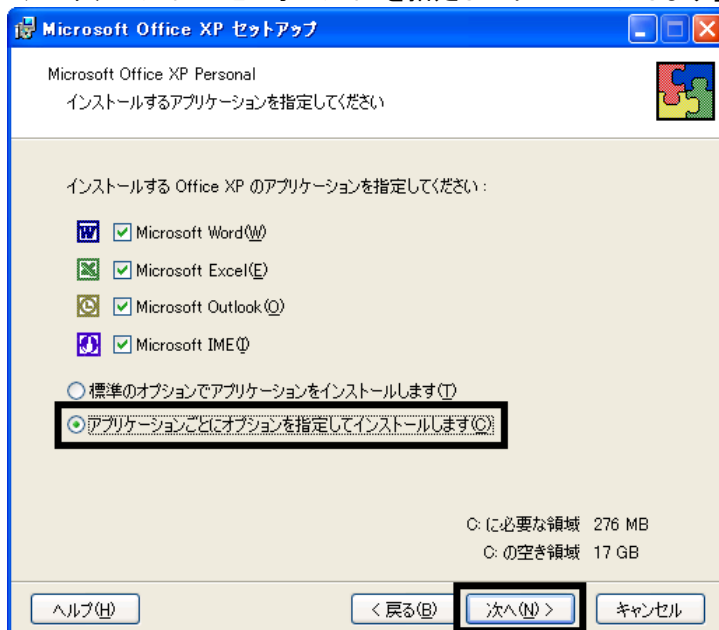 Microsoft Office XP セットアップ
Microsoft Office XP Personal
インストールするアプリケーションを指定してください
インストールする Office XP のアプリケーションを指定してください :
Microsoft Word(W)
Microsoft Excel(E)
Microsoft Outlook(O)
Microsoft IME(I)
標準のオプションでアプリケーションをインストールします(T)
アプリケーションごとにオプションを指定してインストールします(C)
C: に必要な領域 276 MB
C: の空き領域 17 GB
ヘルプ(H) < 戻る(B) 次へ(N) > キャンセル